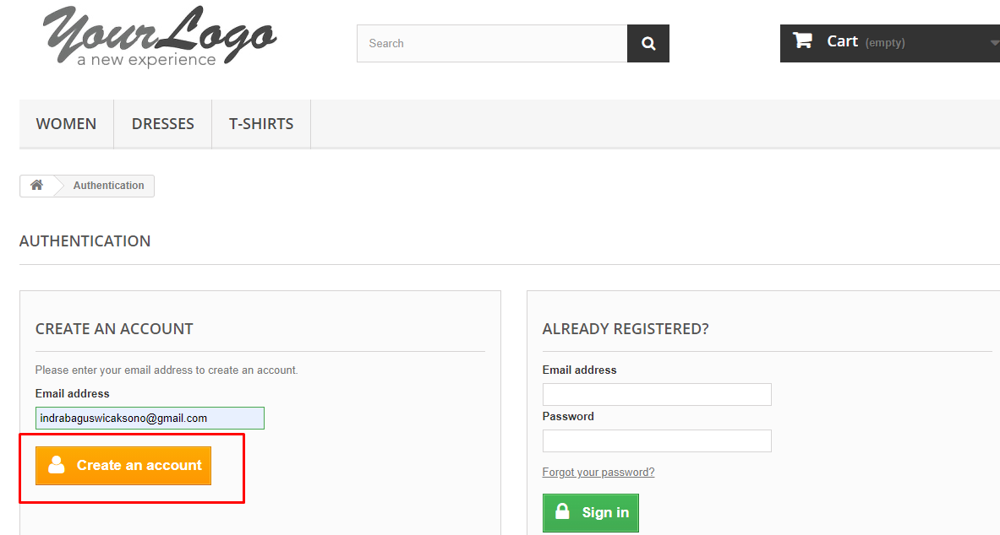 YourLogo
a new experience
Search
Cart (empty)
WOMEN
DRESSES
T-SHIRTS
Authentication
AUTHENTICATION
CREATE AN ACCOUNT
Please enter your email address to create an account.
Email address
indrabaguswicaksono@gmail.com
Create an account
ALREADY REGISTERED?
Email address
Password
Forgot your password?
Sign in